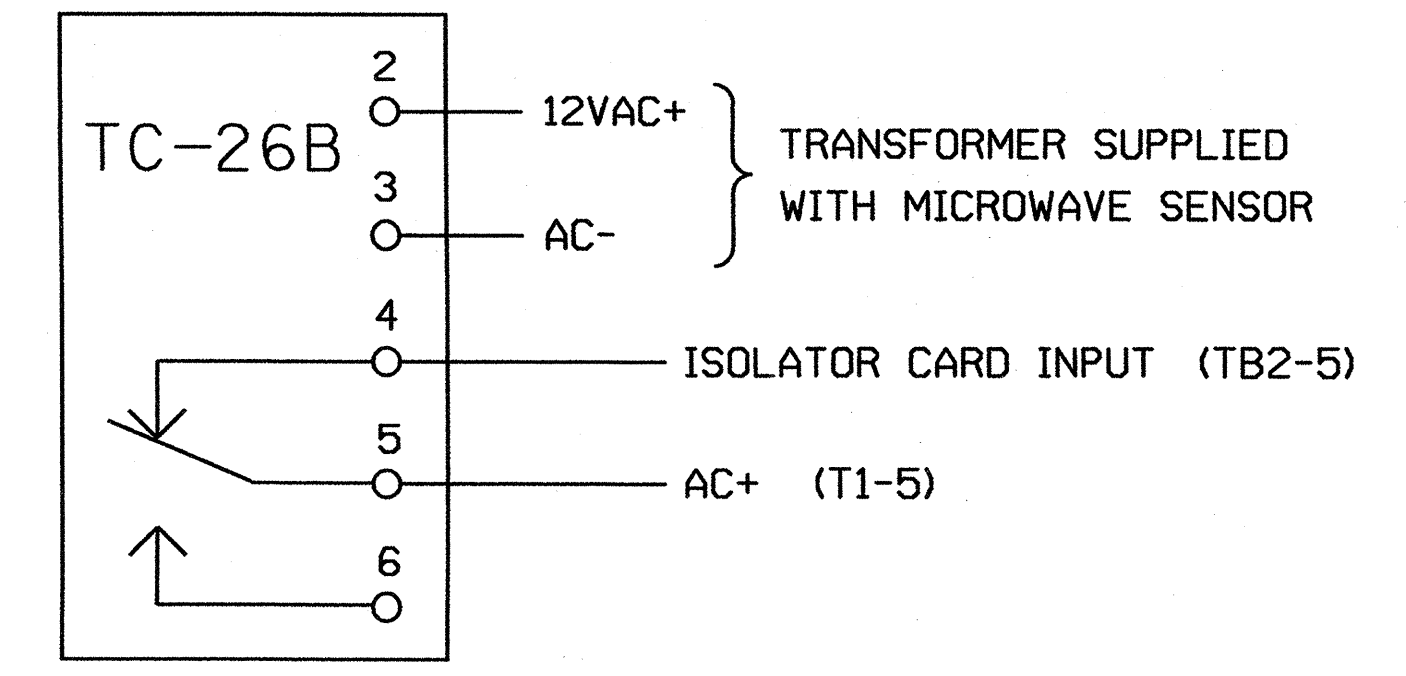 2
12VAC+
TC-26B
TRANSFORMER SUPPLIED
WITH MICROWAVE SENSOR
3
AC-
4
ISOLATOR CARD INPUT (TB2-5)
5
AC+ (T1-5)
6